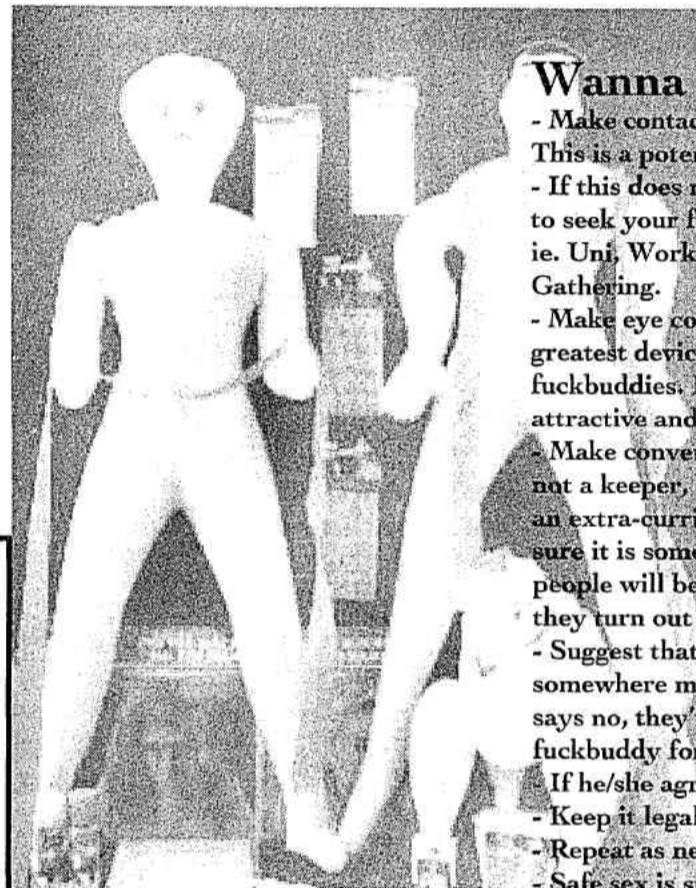 Wanna
- Make contac
This is a poten
- If this does n
to seek your f
ie. Uni, Work
Gathering.
- Make eye co
greatest devic
fuckbuddies.
attractive and
- Make conver
not a keeper,
an extra-curri
sure it is some
people will be
they turn out
- Suggest that
somewhere m
says no, they'
fuckbuddy for
- If he/she agr
- Keep it legal
- Repeat as ne
- Safe sex is s